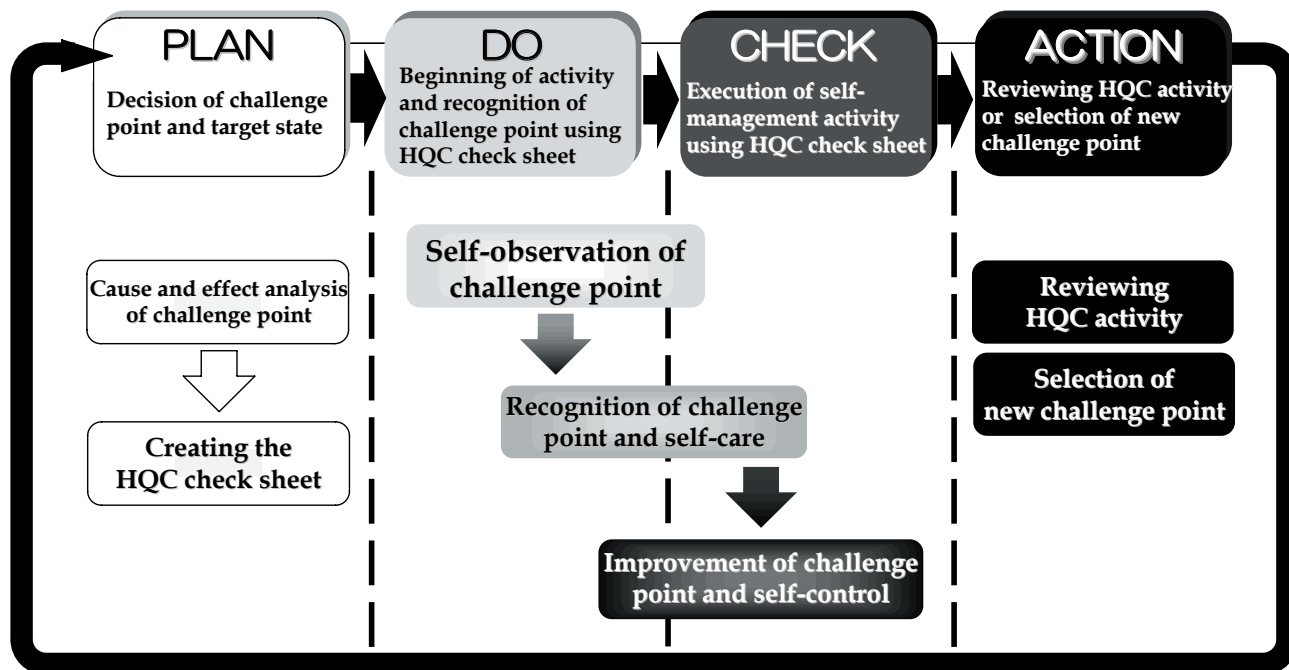 PLAN
Decision of challenge
point and target state
DO
Beginning of activity
and recognition of
challenge point using
HQC check sheet
CHECK
Execution of self-
management activity
using HQC check sheet
ACTION
Reviewing HQC activity
or selection of new
challenge point
Cause and effect analysis
of challenge point
Creating the
HQC check sheet
Self-observation of
challenge point
Recognition of challenge
point and self-care
Improvement of challenge
point and self-control
Reviewing
HQC activity
Selection of
new challenge point